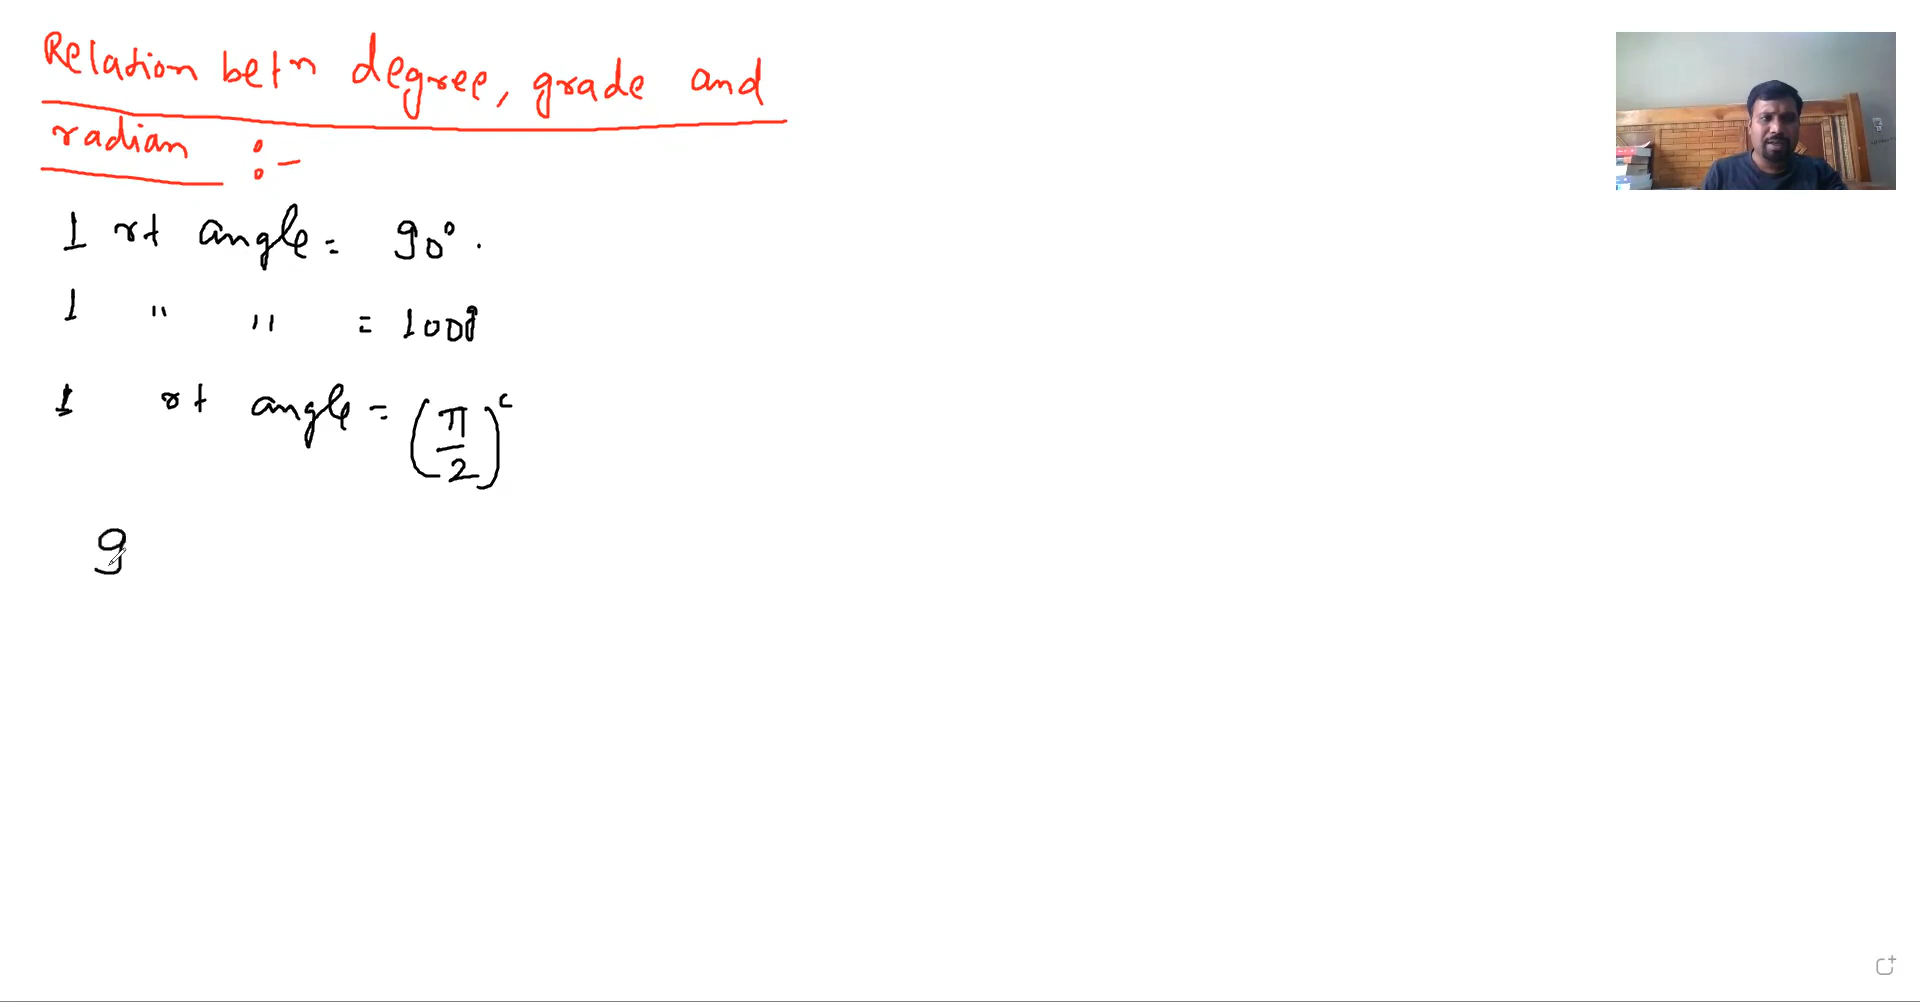 Relation betn degree, grade and
radian :-
1 rt angle = 90° .
1 " " = 100g
1 rt angle = (π/2)ᶜ
9